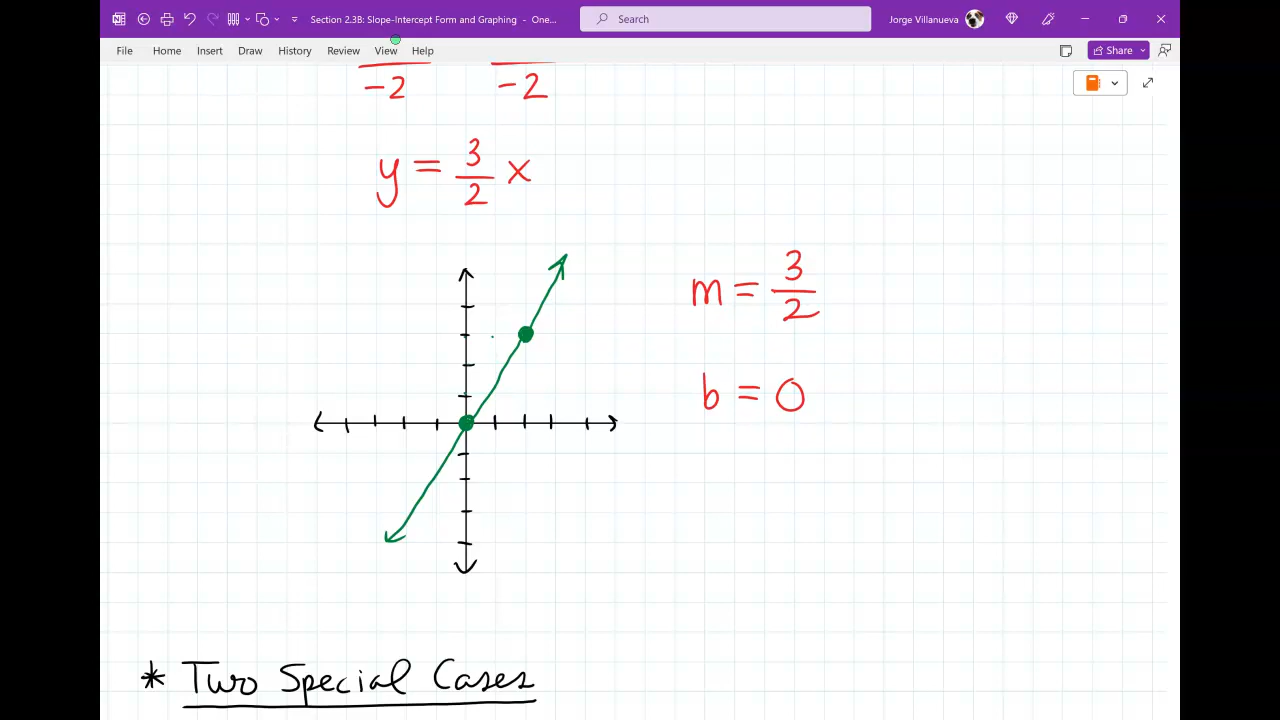 Section 2.3B: Slope-Intercept Form and Graphing - One...
Search
Jorge Villanueva
File Home Insert Draw History Review View Help
Share
-2 -2
y = 3/2 x
m = 3/2
b = 0
* Two Special Cases